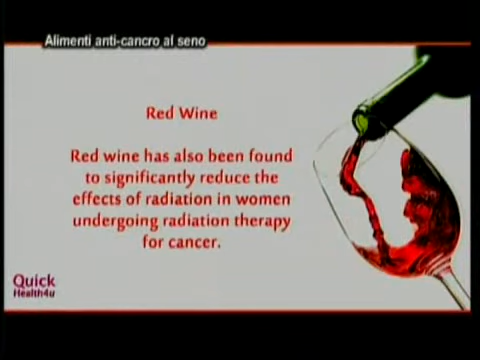 Alimenti anti-cancro al seno
Red Wine
Red wine has also been found
to significantly reduce the
effects of radiation in women
undergoing radiation therapy
for cancer.
Quick
Health4u